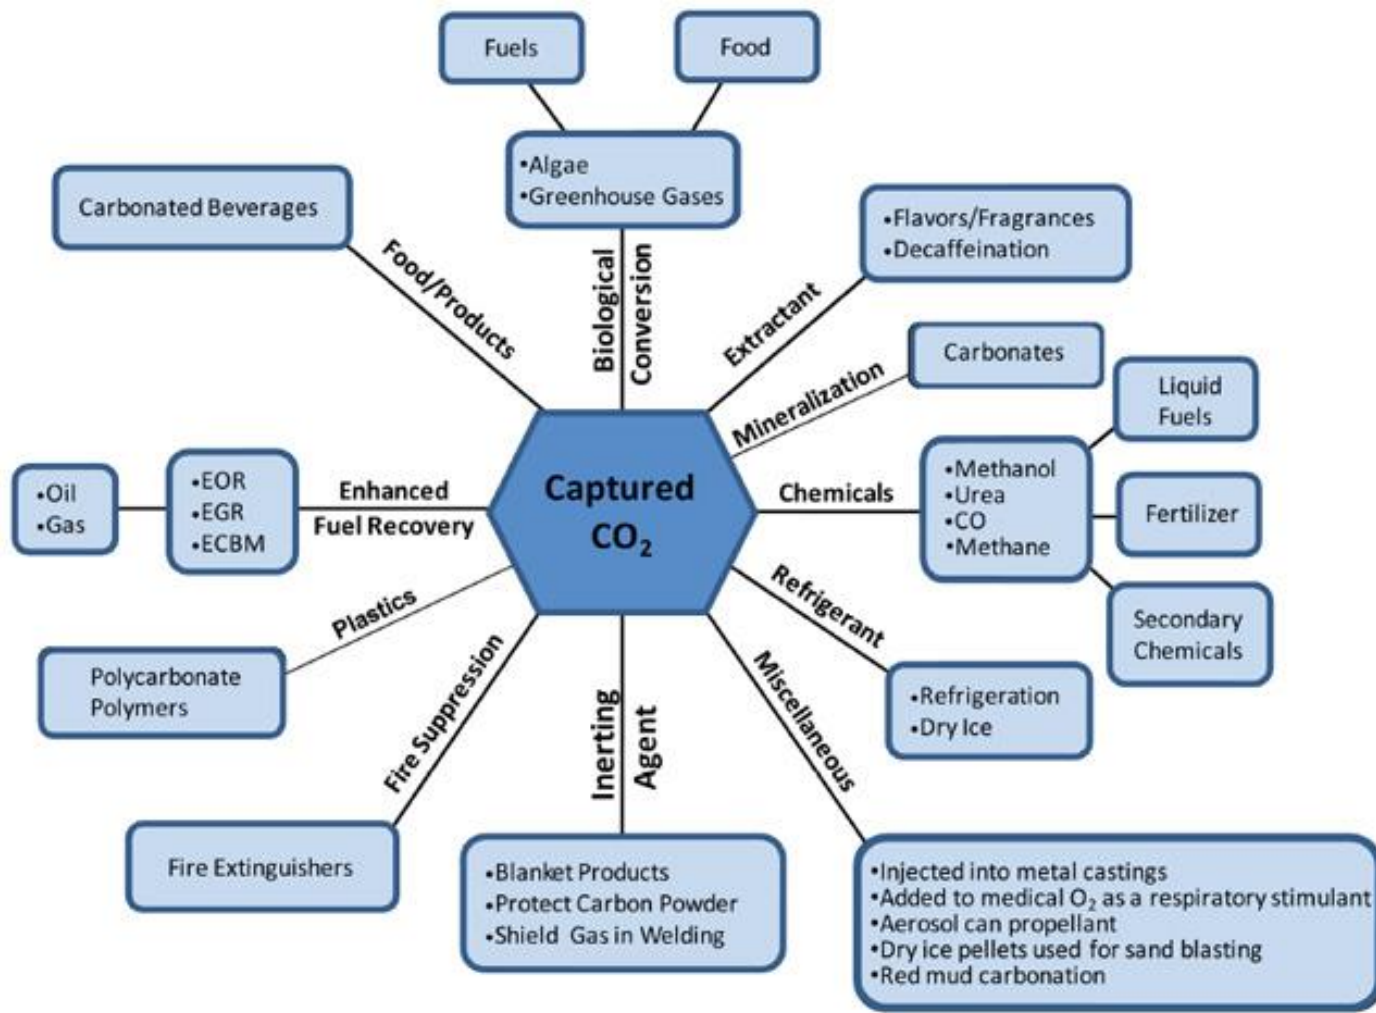 Fuels
Food
•Algae
•Greenhouse Gases
Carbonated Beverages
•Flavors/Fragrances
•Decaffeination
Food/Products
Biological
Conversion
Extractant
Mineralization
Carbonates
Liquid
Fuels
•Oil
•Gas
•EOR
•EGR
•ECBM
Enhanced
Fuel Recovery
Captured
CO₂
Chemicals
•Methanol
•Urea
•CO
•Methane
Fertilizer
Secondary
Chemicals
Plastics
Polycarbonate
Polymers
Refrigerant
•Refrigeration
•Dry Ice
Fire Suppression
Fire Extinguishers
Inerting
Agent
•Blanket Products
•Protect Carbon Powder
•Shield Gas in Welding
Miscellaneous
•Injected into metal castings
•Added to medical O₂ as a respiratory stimulant
•Aerosol can propellant
•Dry ice pellets used for sand blasting
•Red mud carbonation